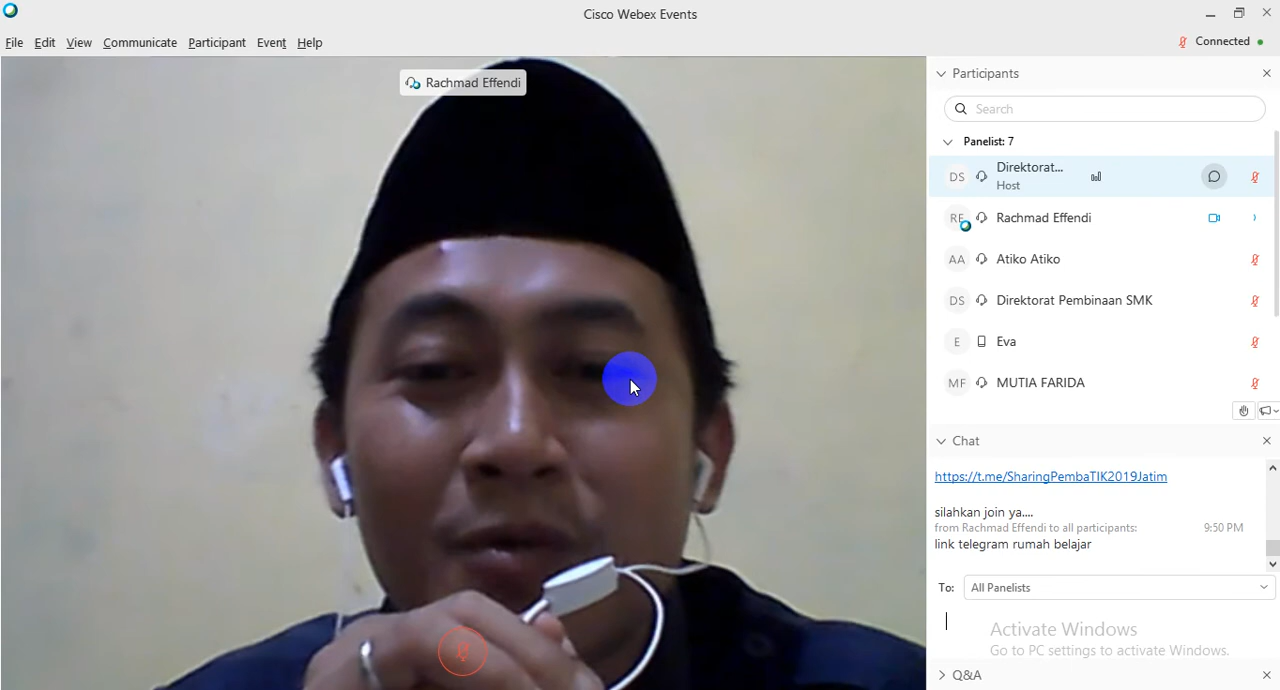 Cisco Webex Events
File Edit View Communicate Participant Event Help
Connected
Rachmad Effendi
Participants
Search
Panelist: 7
DS Direktorat...
Host
RE Rachmad Effendi
AA Atiko Atiko
DS Direktorat Pembinaan SMK
E Eva
MF MUTIA FARIDA
Chat
https://t.me/SharingPembaTIK2019Jatim
silahkan join ya....
from Rachmad Effendi to all participants: 9:50 PM
link telegram rumah belajar
To: All Panelists
Activate Windows
Go to PC settings to activate Windows.
Q&A